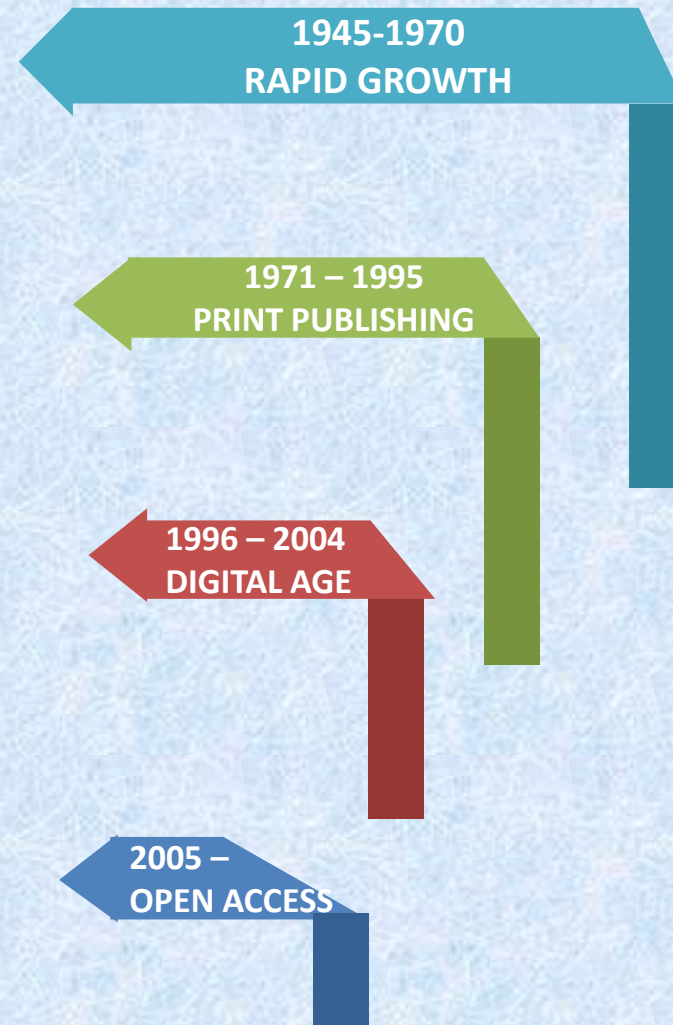 1945-1970
RAPID GROWTH
1971 – 1995
PRINT PUBLISHING
1996 – 2004
DIGITAL AGE
2005 –
OPEN ACCESS